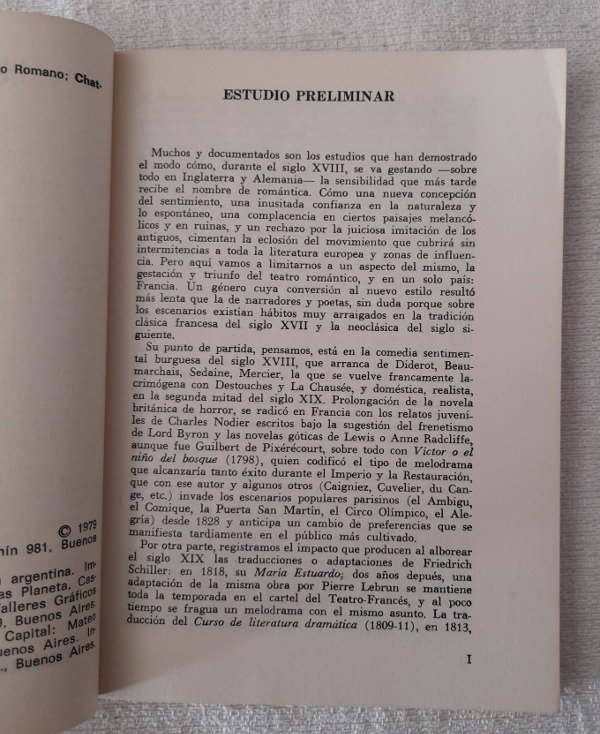 o Romano; Chat-
© 1979
nín 981, Buenos
a argentina. Im-
as Planeta, Cas-
Talleres Gráficos
9, Buenos Aires.
Capital: Mateo
uenos Aires. In-
., Buenos Aires.
ESTUDIO PRELIMINAR
Muchos y documentados son los estudios que han demostrado
el modo cómo, durante el siglo XVIII, se va gestando —sobre
todo en Inglaterra y Alemania— la sensibilidad que más tarde
recibe el nombre de romántica. Cómo una nueva concepción
del sentimiento, una inusitada confianza en la naturaleza y
lo espontáneo, una complacencia en ciertos paisajes melancó-
licos y en ruinas, y un rechazo por la juiciosa imitación de los
antiguos, cimentan la eclosión del movimiento que cubrirá sin
intermitencias a toda la literatura europea y zonas de influen-
cia. Pero aquí vamos a limitarnos a un aspecto del mismo, la
gestación y triunfo del teatro romántico, y en un solo país:
Francia. Un género cuya conversión al nuevo estilo resultó
más lenta que la de narradores y poetas, sin duda porque sobre
los escenarios existían hábitos muy arraigados en la tradición
clásica francesa del siglo XVII y la neoclásica del siglo si-
guiente.
Su punto de partida, pensamos, está en la comedia sentimen-
tal burguesa del siglo XVIII, que arranca de Diderot, Beau-
marchais, Sedaine, Mercier, la que se vuelve francamente la-
crimógena con Destouches y La Chausée, y doméstica, realista,
en la segunda mitad del siglo XIX. Prolongación de la novela
británica de horror, se radicó en Francia con los relatos juveni-
les de Charles Nodier escritos bajo la sugestión del frenetismo
de Lord Byron y las novelas góticas de Lewis o Anne Radcliffe,
aunque fue Guilbert de Pixérécourt, sobre todo con Víctor o el
niño del bosque (1798), quien codificó el tipo de melodrama
que alcanzaría tanto éxito durante el Imperio y la Restauración,
que con ese autor y algunos otros (Caigniez, Cuvelier, du Can-
ge, etc.) invade los escenarios populares parisinos (el Ambigu,
el Comique, la Puerta San Martín, el Circo Olímpico, el Ale-
gría) desde 1828 y anticipa un cambio de preferencias que se
manifiesta tardíamente en el público más cultivado.
Por otra parte, registramos el impacto que producen al alborear
el siglo XIX las traducciones o adaptaciones de Friedrich
Schiller: en 1818, su María Estuardo; dos años depués, una
adaptación de la misma obra por Pierre Lebrun se mantiene
toda la temporada en el cartel del Teatro-Francés, y al poco
tiempo se fragua un melodrama con el mismo asunto. La tra-
ducción del Curso de literatura dramática (1809-11), en 1813,
I